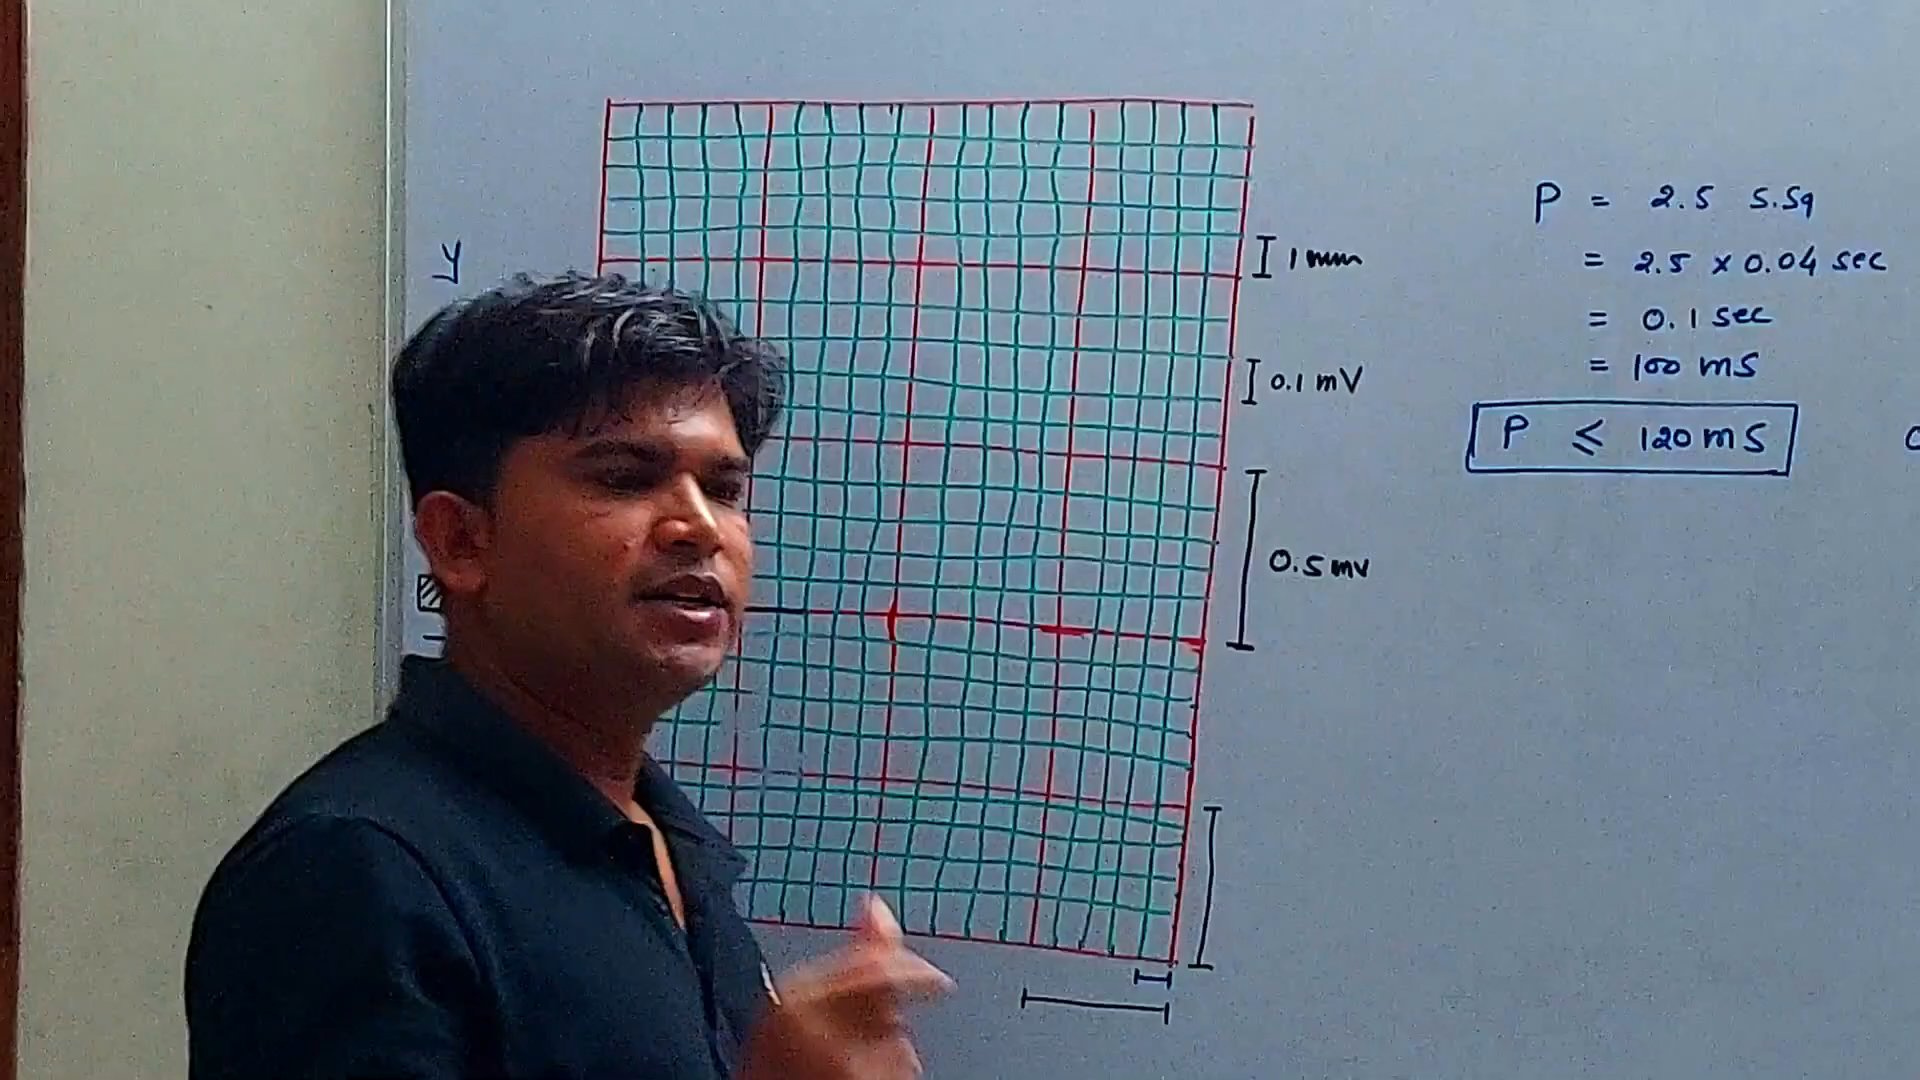 y
1 mm
0.1 mV
0.5 mv
P = 2.5 S.Sq
= 2.5 x 0.04 sec
= 0.1 sec
= 100 mS
P ≤ 120 mS